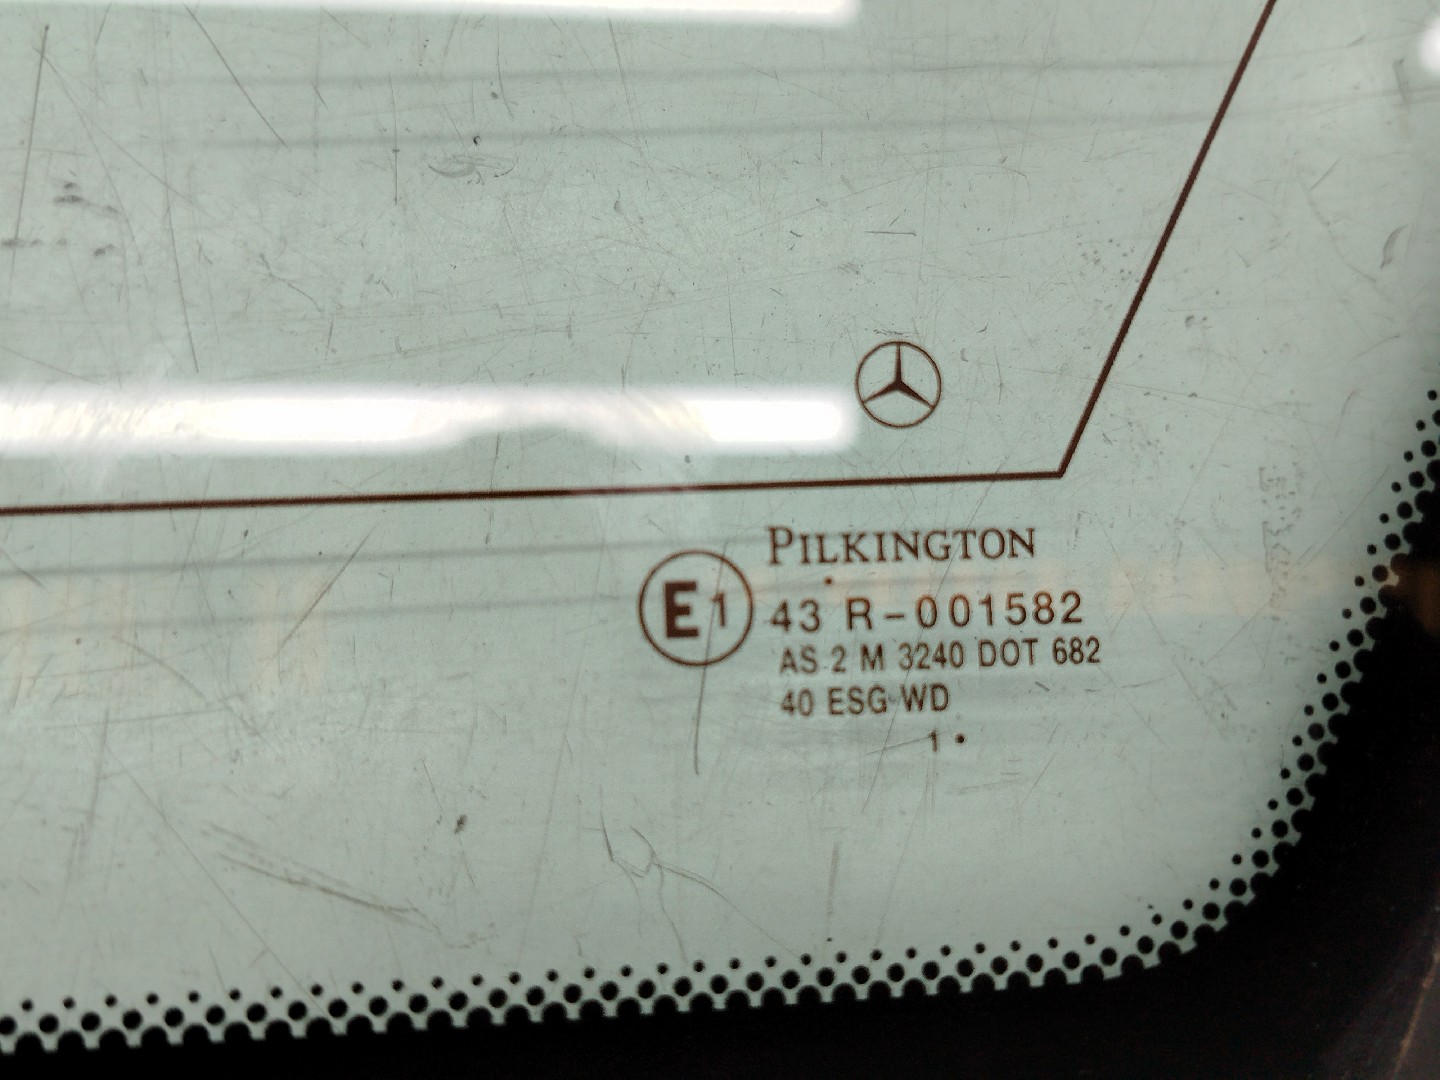 PILKINGTON
E1
43 R-001582
AS 2 M 3240 DOT 682
40 ESG WD
1 •